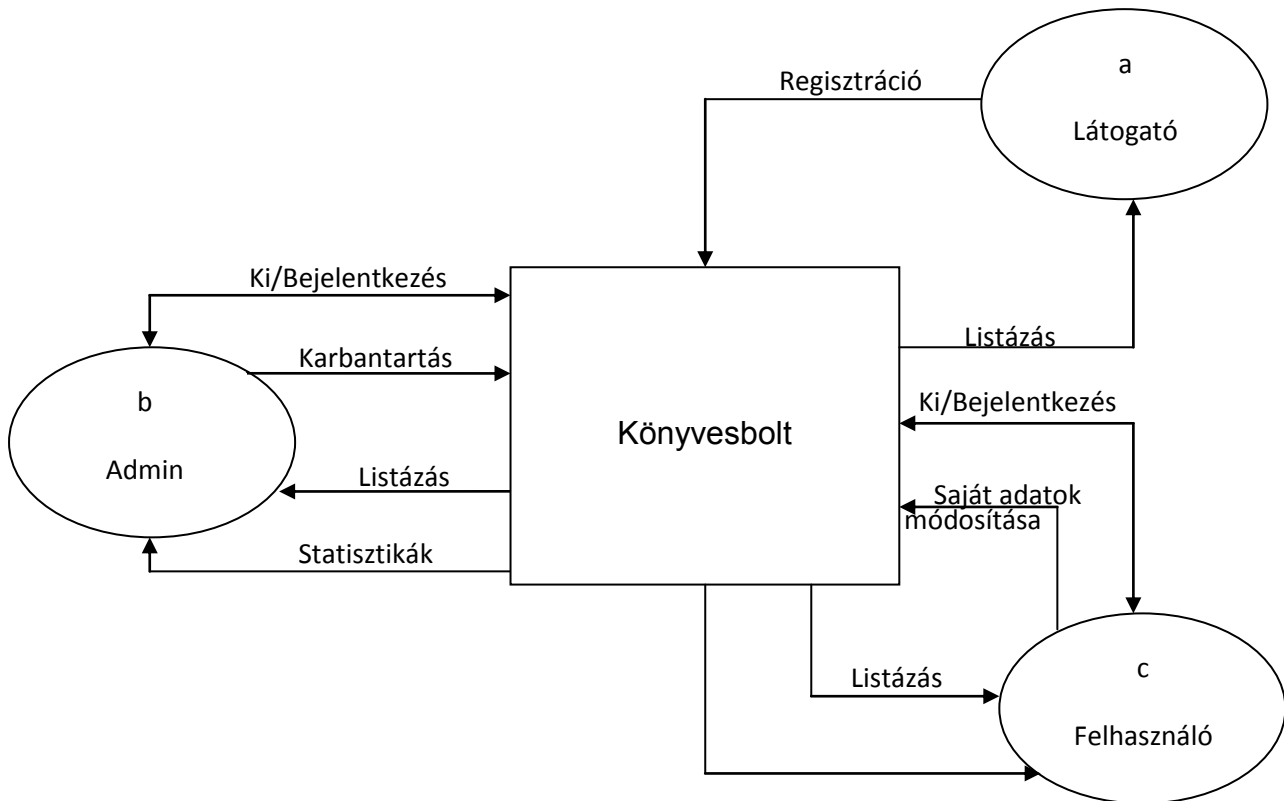 a
Regisztráció
Látogató
Ki/Bejelentkezés
Listázás
Karbantartás
b
Ki/Bejelentkezés
Könyvesbolt
Admin
Listázás
Saját adatok
módosítása
Statisztikák
Listázás
c
Felhasználó